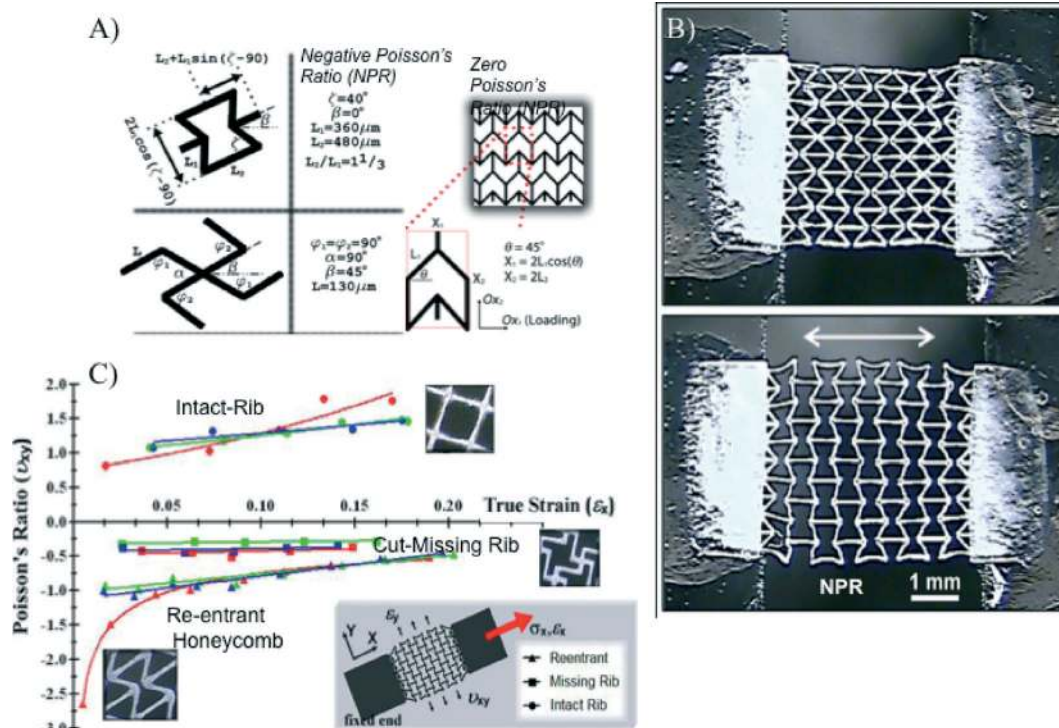 A)
L₂+L₁sin(ζ-90)
2L₁cos(ζ-90)
β
ζ
L₁
L₂
Negative Poisson's
Ratio (NPR)
ζ=40°
β=0°
L₁=360μm
L₂=480μm
L₂/L₁=1 1/3
Zero
Poisson's
Ratio (NPR)
L
φ₁
α
φ₂
φ₂
β
φ₁
φ₁=φ₂=90°
α=90°
β=45°
L=130μm
X₁
L₁
θ
X₂
θ = 45°
X₁ = 2L₁cos(θ)
X₂ = 2L₂
Ox₂
Ox₁ (Loading)
B)
NPR
1 mm
C)
Poisson's Ratio (υxy)
2.0
1.5
1.0
0.5
0.0
-0.5
-1.0
-1.5
-2.0
-2.5
-3.0
0.05
0.10
0.15
0.20
True Strain (εx)
Intact-Rib
Cut-Missing Rib
Re-entrant
Honeycomb
Y
X
εy
σx,εx
υxy
fixed end
Reentrant
Missing Rib
Intact Rib